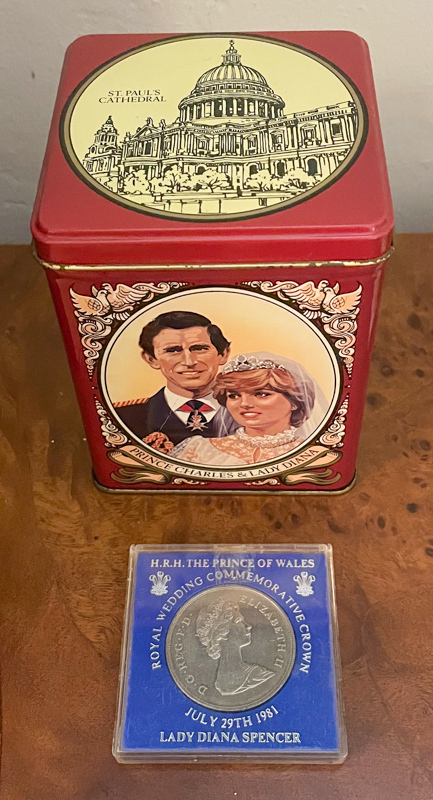 ST. PAUL'S
CATHEDRAL
PRINCE CHARLES & LADY DIANA
H.R.H. THE PRINCE OF WALES
ROYAL WEDDING COMMEMORATIVE CROWN
D·G·REG·F·D· ELIZABETH II
JULY 29TH 1981
LADY DIANA SPENCER